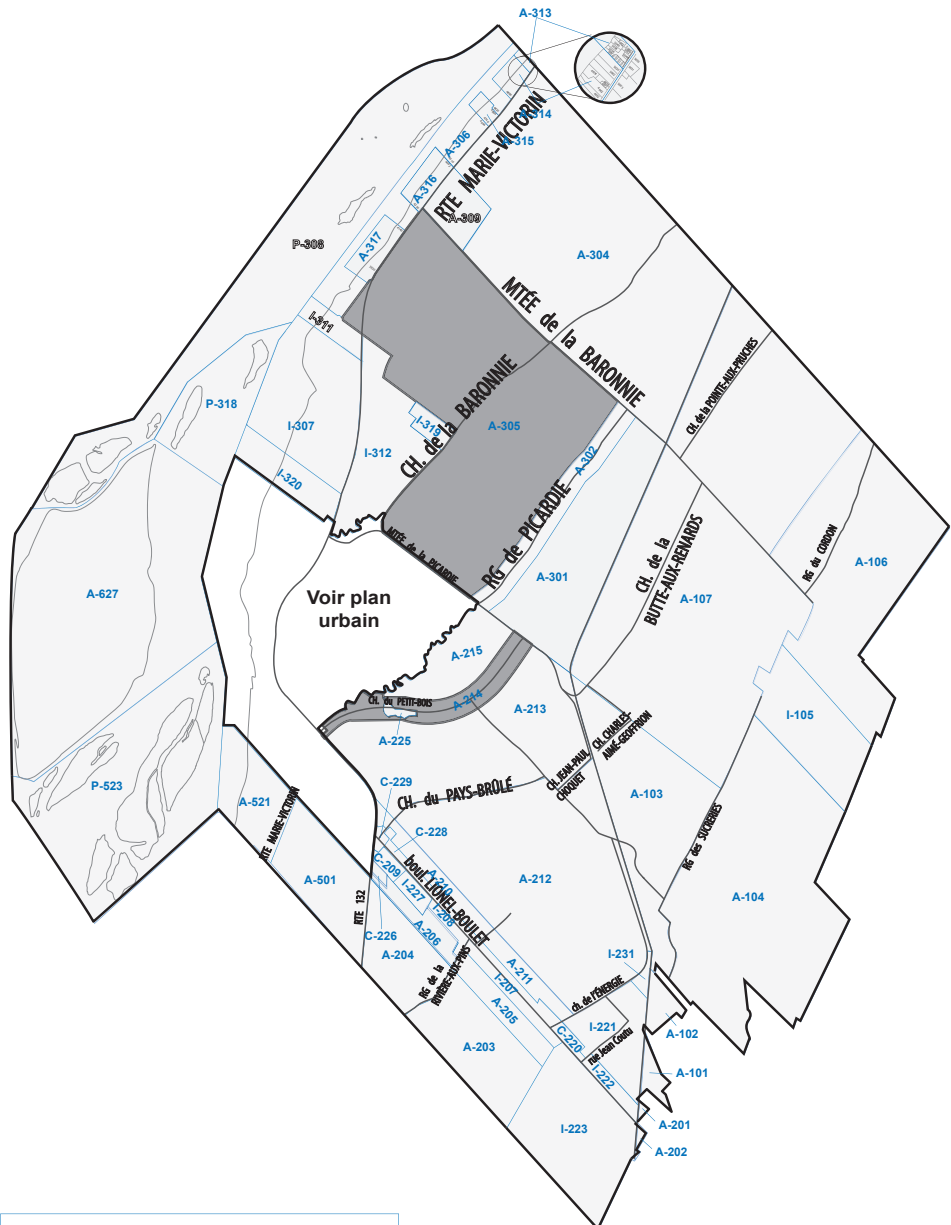 A-313
A-314
A-315
A-306
RTE MARIE-VICTORIN
A-316
A-309
A-317
P-308
A-304
I-311
MTÉE de la BARONNIE
CH. de la POINTE-AUX-PRUCHES
P-318
I-307
I-319
CH. de la BARONNIE
A-305
I-312
A-302
I-320
RG de PICARDIE
MTÉE de la PICARDIE
CH. de la
BUTTE-AUX-RENARDS
RG du CORDON
A-106
A-301
A-107
A-627
Voir plan
urbain
A-215
CH. du PETIT-BOIS
A-214
A-213
A-225
I-105
CH. CHARLES-
AIMÉ-GEOFFRION
CH. JEAN-PAUL
CHOQUET
P-523
C-229
CH. du PAYS-BRÛLÉ
A-103
A-521
RTE MARIE-VICTORIN
C-228
RG des SUCRERIES
C-209
A-210
boul. LIONEL-BOULET
I-227
A-501
A-212
A-104
I-208
RTE 132
C-226
A-206
A-204
RG de la
RIVIÈRE-AUX-PINS
A-211
I-231
I-207
ch. de l'ÉNERGIE
A-205
I-221
A-102
C-220
rue Jean Coutu
A-203
I-222
A-101
A-201
I-223
A-202